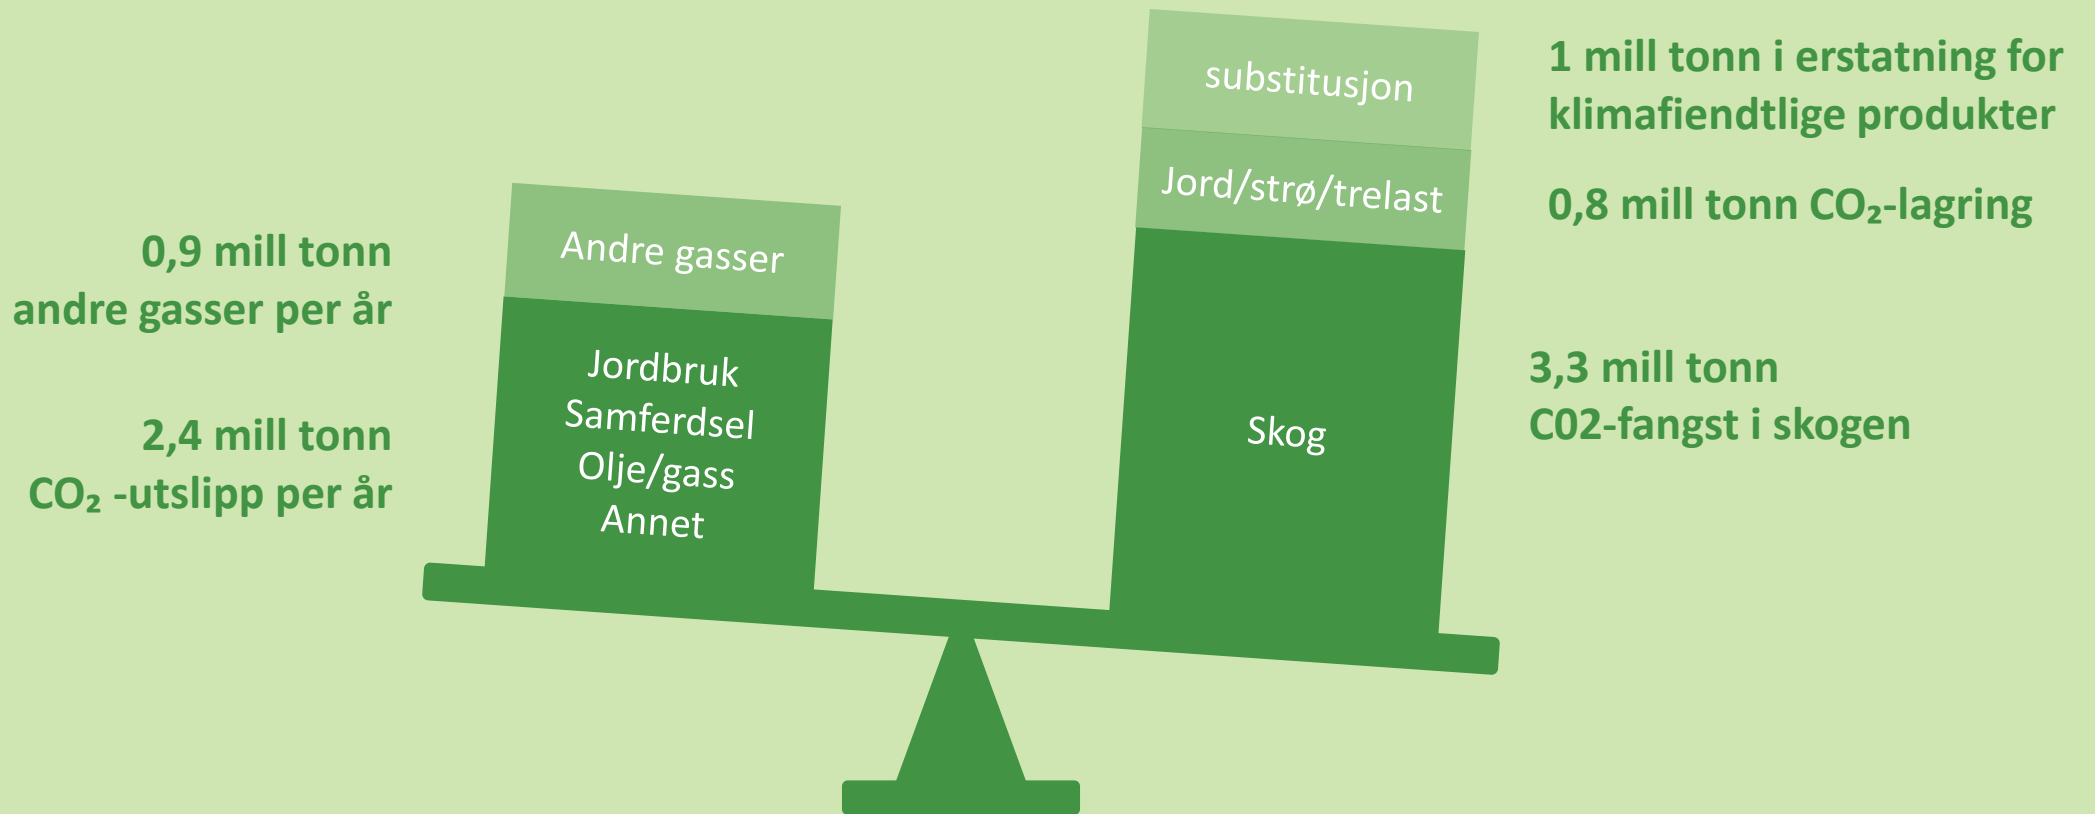 0,9 mill tonn
andre gasser per år
2,4 mill tonn
CO₂ -utslipp per år
Andre gasser
Jordbruk
Samferdsel
Olje/gass
Annet
substitusjon
Jord/strø/trelast
Skog
1 mill tonn i erstatning for
klimafiendtlige produkter
0,8 mill tonn CO₂-lagring
3,3 mill tonn
C02-fangst i skogen